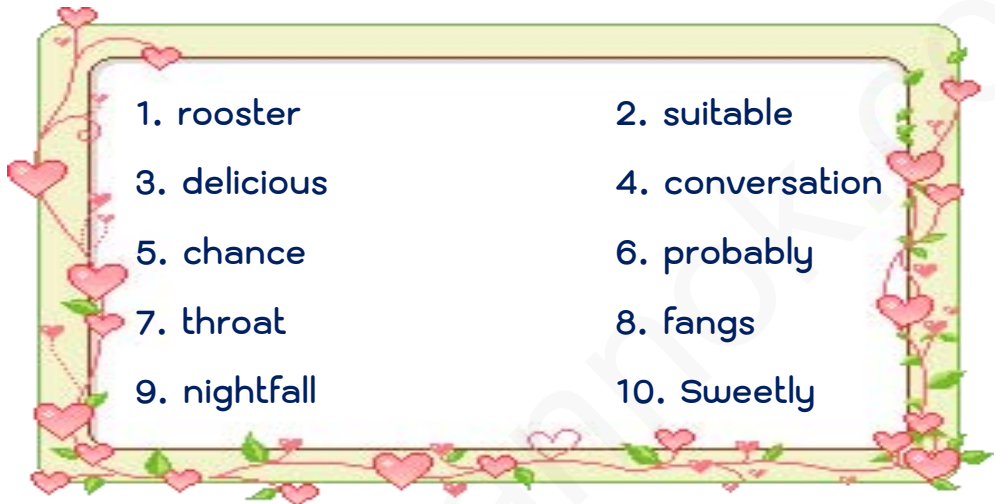 1. rooster 2. suitable
3. delicious 4. conversation
5. chance 6. probably
7. throat 8. fangs
9. nightfall 10. Sweetly